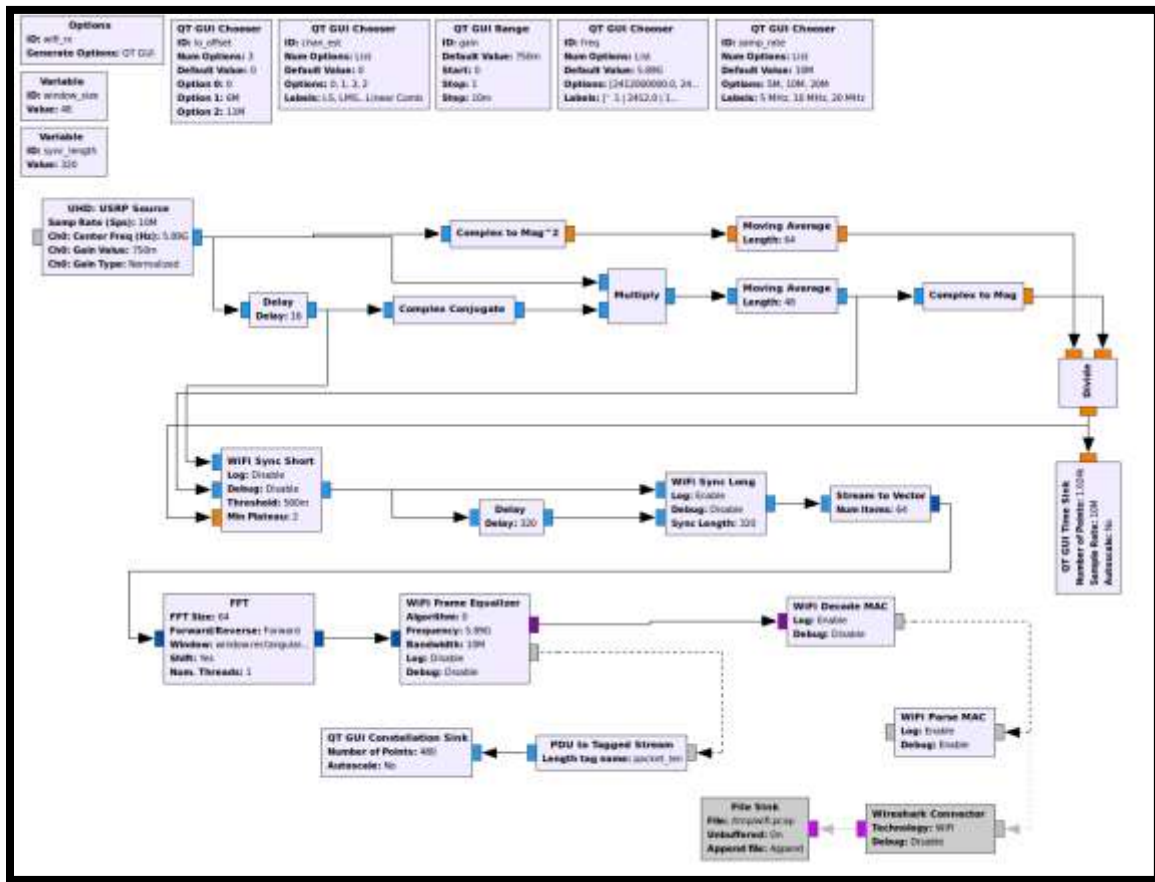 Options
ID: wifi_rx
Generate Options: QT GUI
Variable
ID: window_size
Value: 48
Variable
ID: sync_length
Value: 320
QT GUI Chooser
ID: lo_offset
Num Options: 3
Default Value: 0
Option 0: 0
Option 1: 6M
Option 2: 11M
QT GUI Chooser
ID: chan_est
Num Options: List
Default Value: 0
Options: 0, 1, 3, 2
Labels: LS, LMS, Linear Comb
QT GUI Range
ID: gain
Default Value: 750m
Start: 0
Stop: 1
Step: 10m
QT GUI Chooser
ID: freq
Num Options: List
Default Value: 5.89G
Options: [2412000000.0, 24...
Labels: [' 1 | 2412.0 | 1...
QT GUI Chooser
ID: samp_rate
Num Options: List
Default Value: 10M
Options: 5M, 10M, 20M
Labels: 5 MHz, 10 MHz, 20 MHz
UHD: USRP Source
Samp Rate (Sps): 10M
Ch0: Center Freq (Hz): 5.89G
Ch0: Gain Value: 750m
Ch0: Gain Type: Normalized
Complex to Mag^2
Moving Average
Length: 64
Delay
Delay: 16
Complex Conjugate
Multiply
Moving Average
Length: 48
Complex to Mag
Divide
WiFi Sync Short
Log: Disable
Debug: Disable
Threshold: 560m
Min Plateau: 2
Delay
Delay: 320
WiFi Sync Long
Log: Enable
Debug: Disable
Sync Length: 320
Stream to Vector
Num Items: 64
QT GUI Time Sink
Number of Points: 1.024k
Sample Rate: 10M
Autoscale: No
FFT
FFT Size: 64
Forward/Reverse: Forward
Window: window.rectangular...
Shift: Yes
Num. Threads: 1
WiFi Frame Equalizer
Algorithm: 0
Frequency: 5.89G
Bandwidth: 10M
Log: Disable
Debug: Disable
WiFi Decode MAC
Log: Enable
Debug: Disable
WiFi Parse MAC
Log: Enable
Debug: Enable
QT GUI Constellation Sink
Number of Points: 480
Autoscale: No
PDU to Tagged Stream
Length tag name: packet_len
File Sink
File: /tmp/wifi.pcap
Unbuffered: On
Append file: Append
Wireshark Connector
Technology: WiFi
Debug: Disable